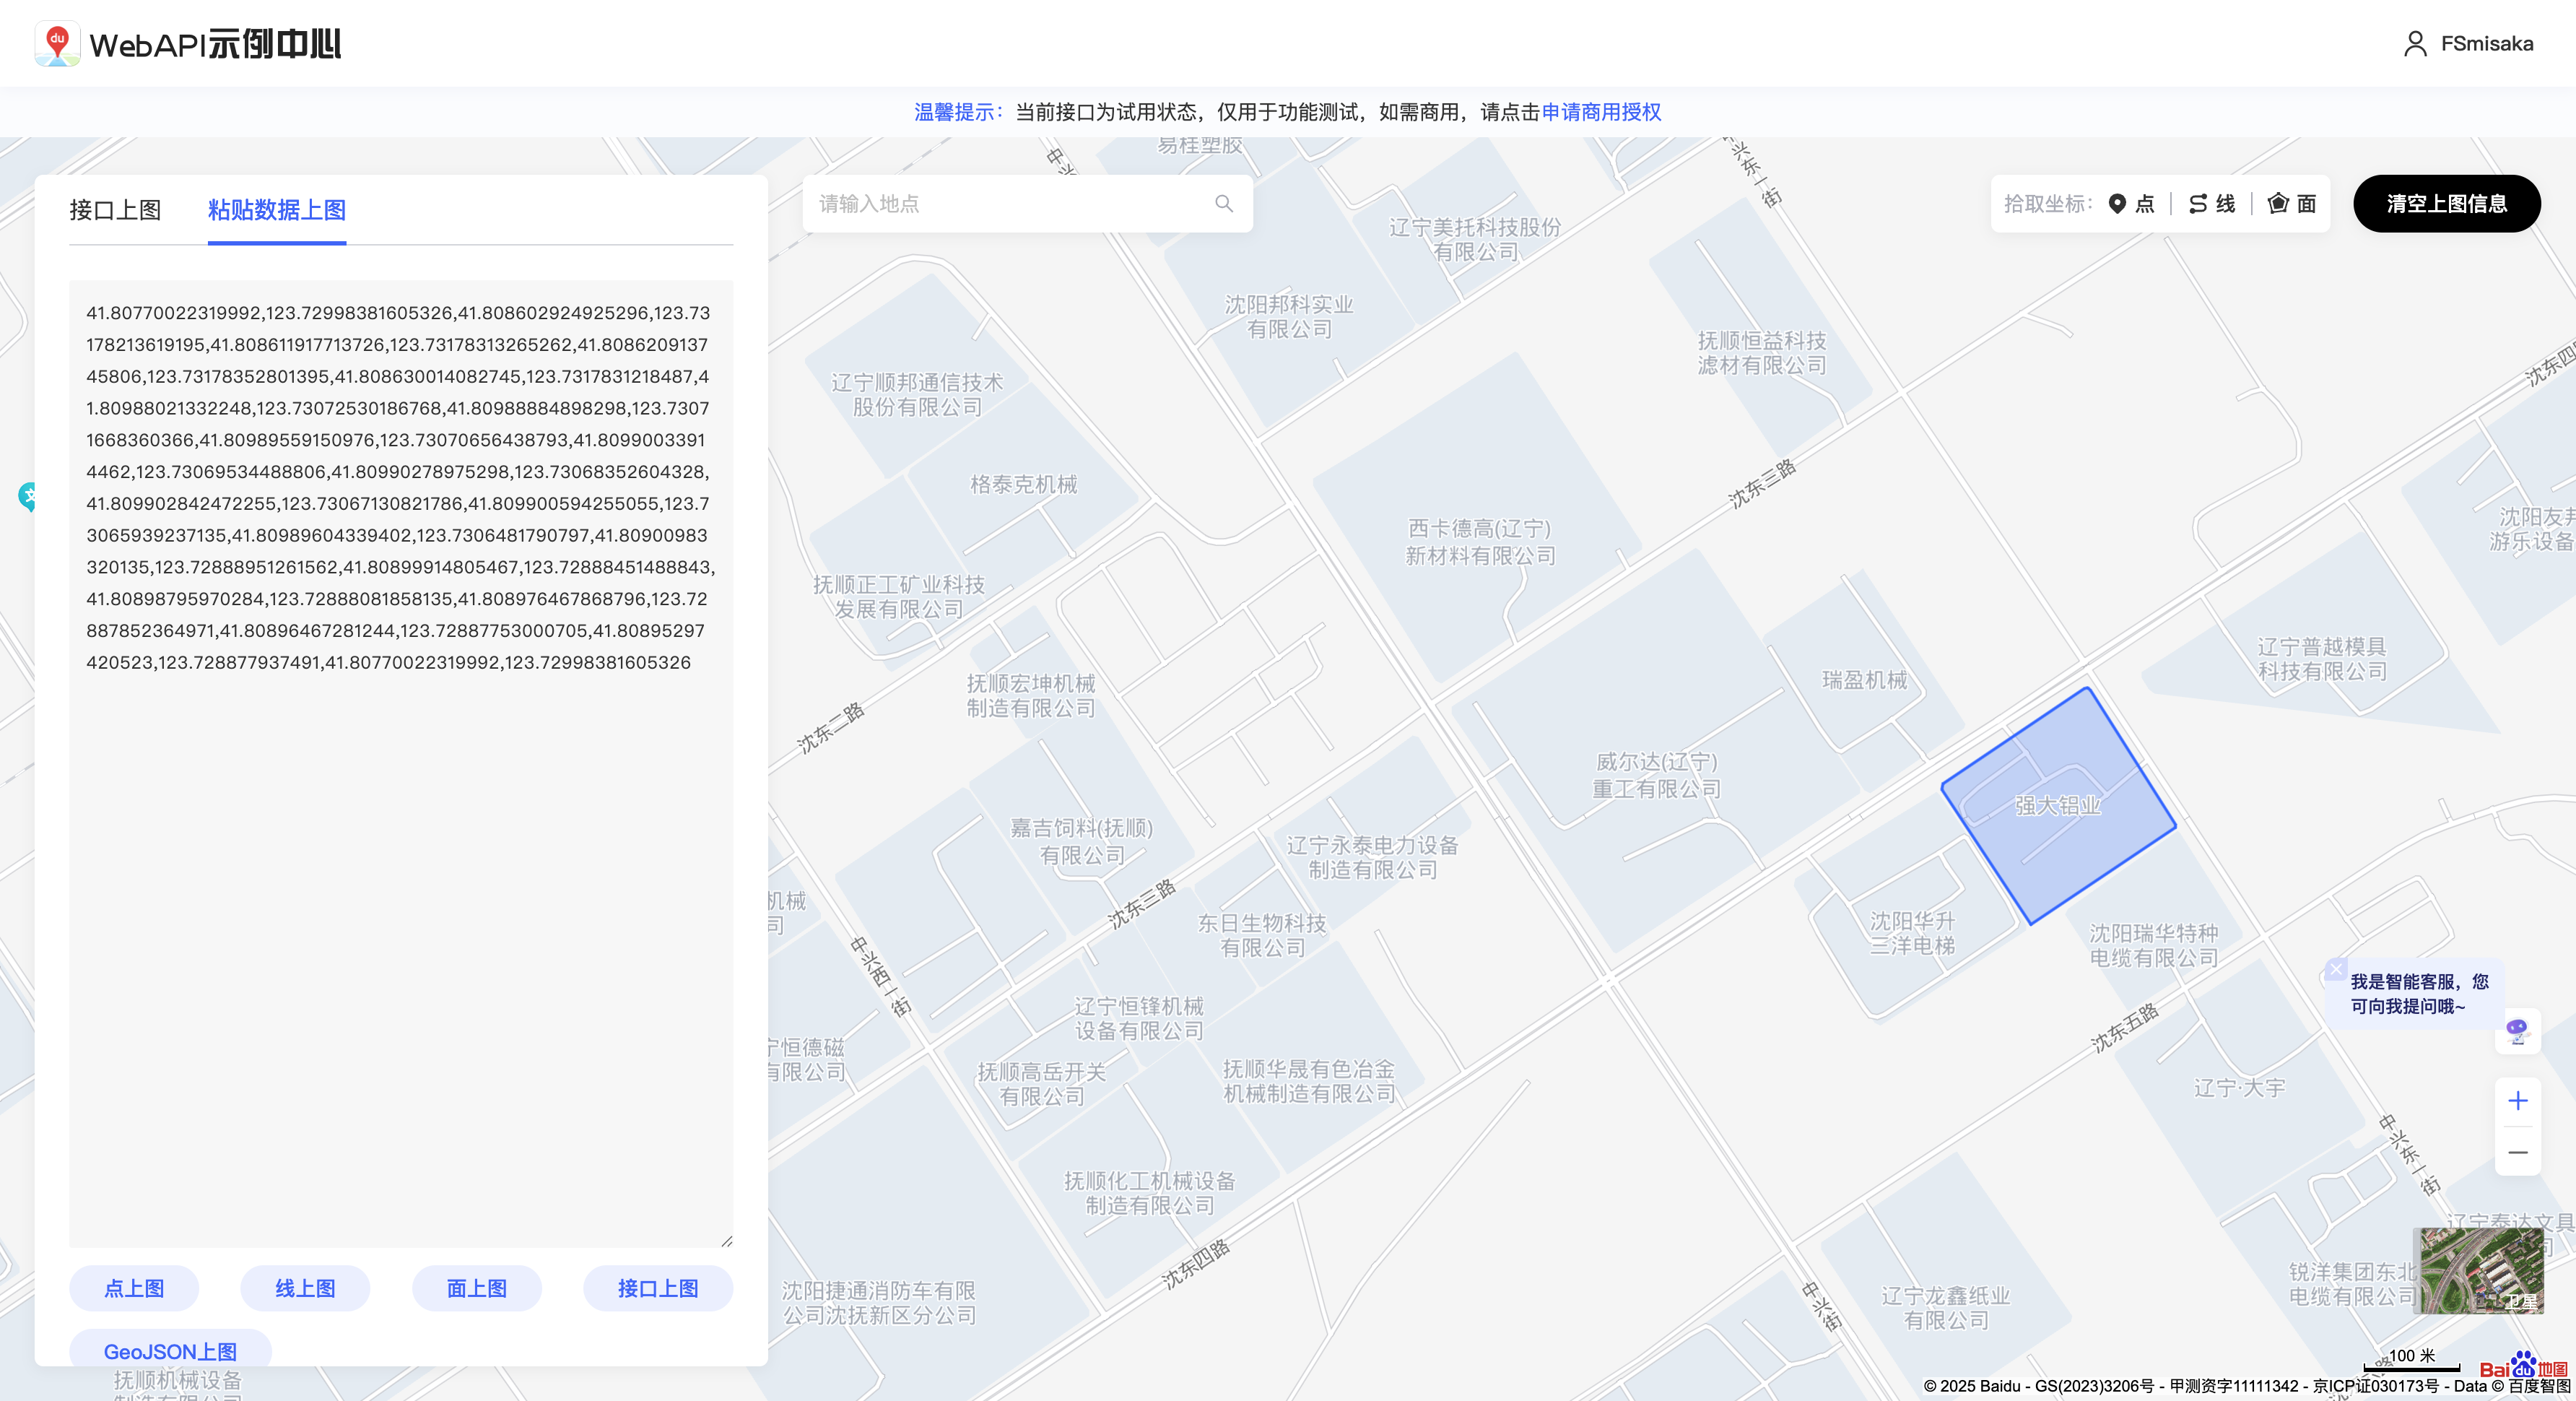 WebAPI示例中心
FSmisaka
温馨提示：当前接口为试用状态，仅用于功能测试，如需商用，请点击申请商用授权
接口上图
粘贴数据上图
请输入地点
拾取坐标：
点
线
面
清空上图信息
41.80770022319992,123.72998381605326,41.808602924925296,123.73
178213619195,41.808611917713726,123.73178313265262,41.8086209137
45806,123.73178352801395,41.808630014082745,123.7317831218487,4
1.80988021332248,123.73072530186768,41.80988884898298,123.7307
1668360366,41.80989559150976,123.73070656438793,41.8099003391
4462,123.73069534488806,41.80990278975298,123.73068352604328,
41.809902842472255,123.73067130821786,41.809900594255055,123.7
3065939237135,41.80989604339402,123.7306481790797,41.80900983
320135,123.72888951261562,41.80899914805467,123.72888451488843,
41.80898795970284,123.72888081858135,41.808976467868796,123.72
887852364971,41.80896467281244,123.72887753000705,41.80895297
420523,123.728877937491,41.80770022319992,123.72998381605326
点上图
线上图
面上图
接口上图
GeoJSON上图
易桂塑胶
中兴东一街
辽宁美托科技股份
有限公司
沈阳邦科实业
有限公司
抚顺恒益科技
滤材有限公司
辽宁顺邦通信技术
股份有限公司
格泰克机械
沈东三路
西卡德高(辽宁)
新材料有限公司
沈阳友邦
游乐设备
抚顺正工矿业科技
发展有限公司
辽宁普越模具
科技有限公司
瑞盈机械
抚顺宏坤机械
制造有限公司
沈东二路
威尔达(辽宁)
重工有限公司
强大铝业
嘉吉饲料(抚顺)
有限公司
辽宁永泰电力设备
制造有限公司
机械
司
沈东三路
东日生物科技
有限公司
沈阳华升
三洋电梯
沈阳瑞华特种
电缆有限公司
中兴西一街
我是智能客服，您
可向我提问哦~
辽宁恒锋机械
设备有限公司
沈东五路
宁恒德磁
有限公司
抚顺高岳开关
有限公司
抚顺华晟有色冶金
机械制造有限公司
辽宁·大宇
中兴东一街
抚顺化工机械设备
制造有限公司
沈东四路
辽宁泰达文具
沈阳捷通消防车有限
公司沈抚新区分公司
中兴街
辽宁龙鑫纸业
有限公司
锐洋集团东北
电缆有限公司
卫星
100 米
Bai du 地图
抚顺机械设备
制造有限公司
© 2025 Baidu - GS(2023)3206号 - 甲测资字11111342 - 京ICP证030173号 - Data © 百度智图